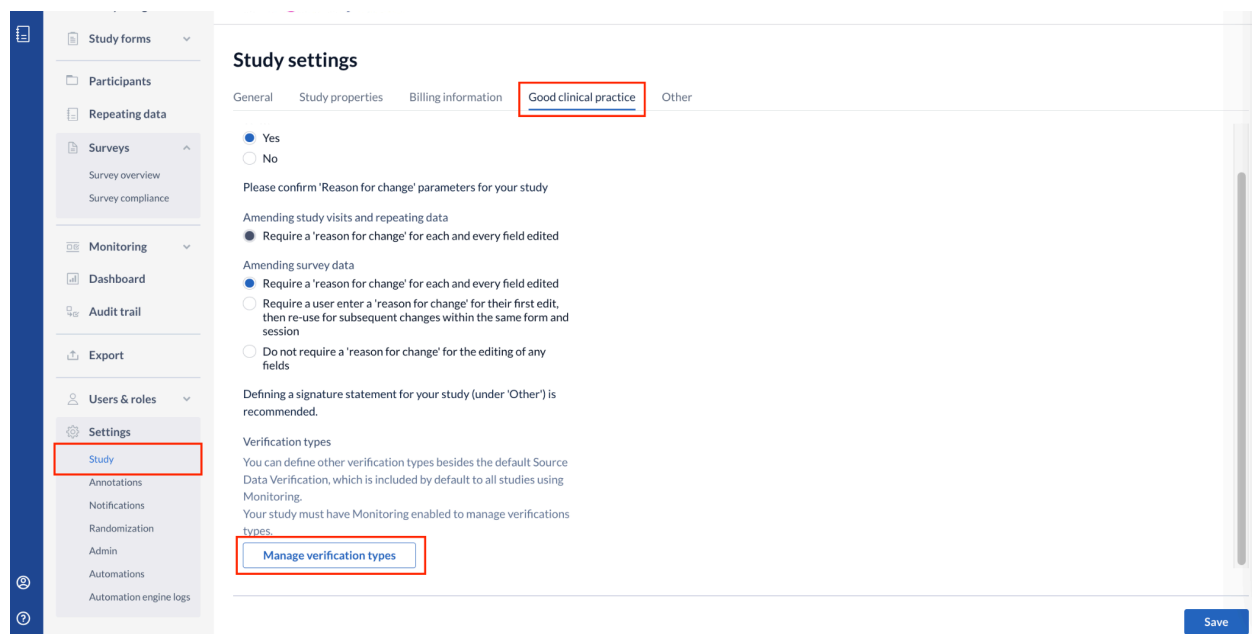 Study forms
Participants
Repeating data
Surveys
Survey overview
Survey compliance
Monitoring
Dashboard
Audit trail
Export
Users & roles
Settings
Study
Annotations
Notifications
Randomization
Admin
Automations
Automation engine logs
Study settings
General Study properties Billing information Good clinical practice Other
Yes
No
Please confirm 'Reason for change' parameters for your study
Amending study visits and repeating data
Require a 'reason for change' for each and every field edited
Amending survey data
Require a 'reason for change' for each and every field edited
Require a user enter a 'reason for change' for their first edit,
then re-use for subsequent changes within the same form and
session
Do not require a 'reason for change' for the editing of any
fields
Defining a signature statement for your study (under 'Other') is
recommended.
Verification types
You can define other verification types besides the default Source
Data Verification, which is included by default to all studies using
Monitoring.
Your study must have Monitoring enabled to manage verifications
types.
Manage verification types
Save